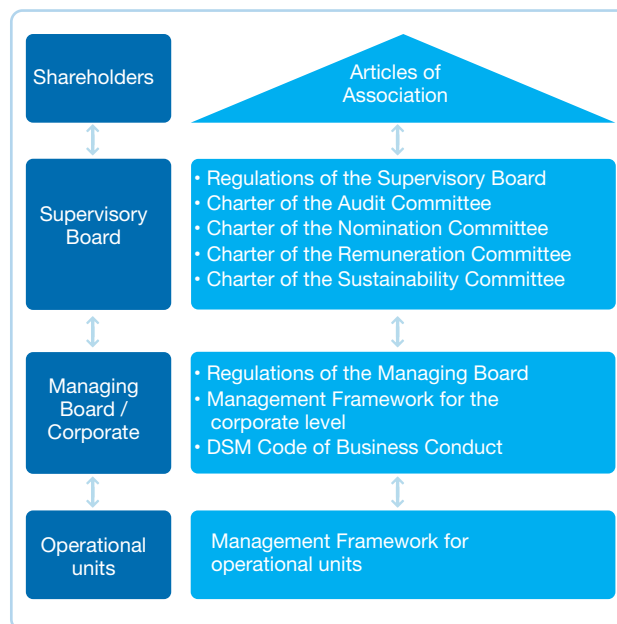 Shareholders
Articles of
Association
Supervisory
Board
• Regulations of the Supervisory Board
• Charter of the Audit Committee
• Charter of the Nomination Committee
• Charter of the Remuneration Committee
• Charter of the Sustainability Committee
Managing
Board /
Corporate
• Regulations of the Managing Board
• Management Framework for the
corporate level
• DSM Code of Business Conduct
Operational
units
Management Framework for
operational units